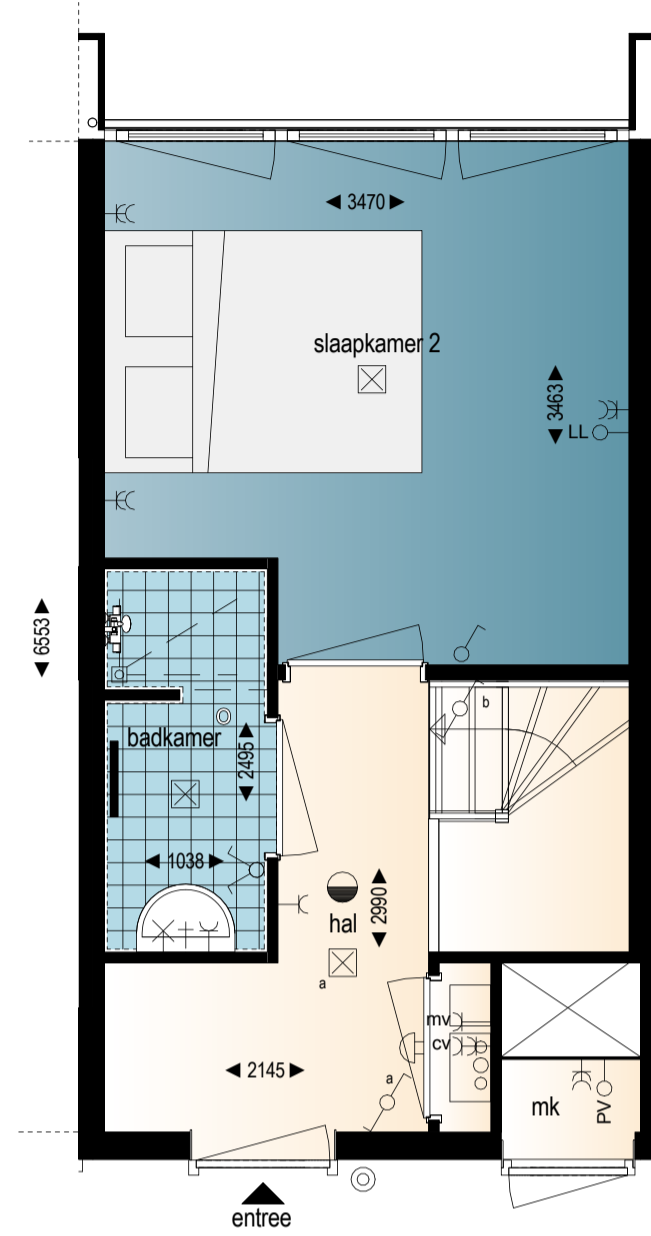 3470
slaapkamer 2
3463
LL
6553
b
badkamer
2495
1038
2990
hal
a
mv
cv
2145
a
mk
PV
entree